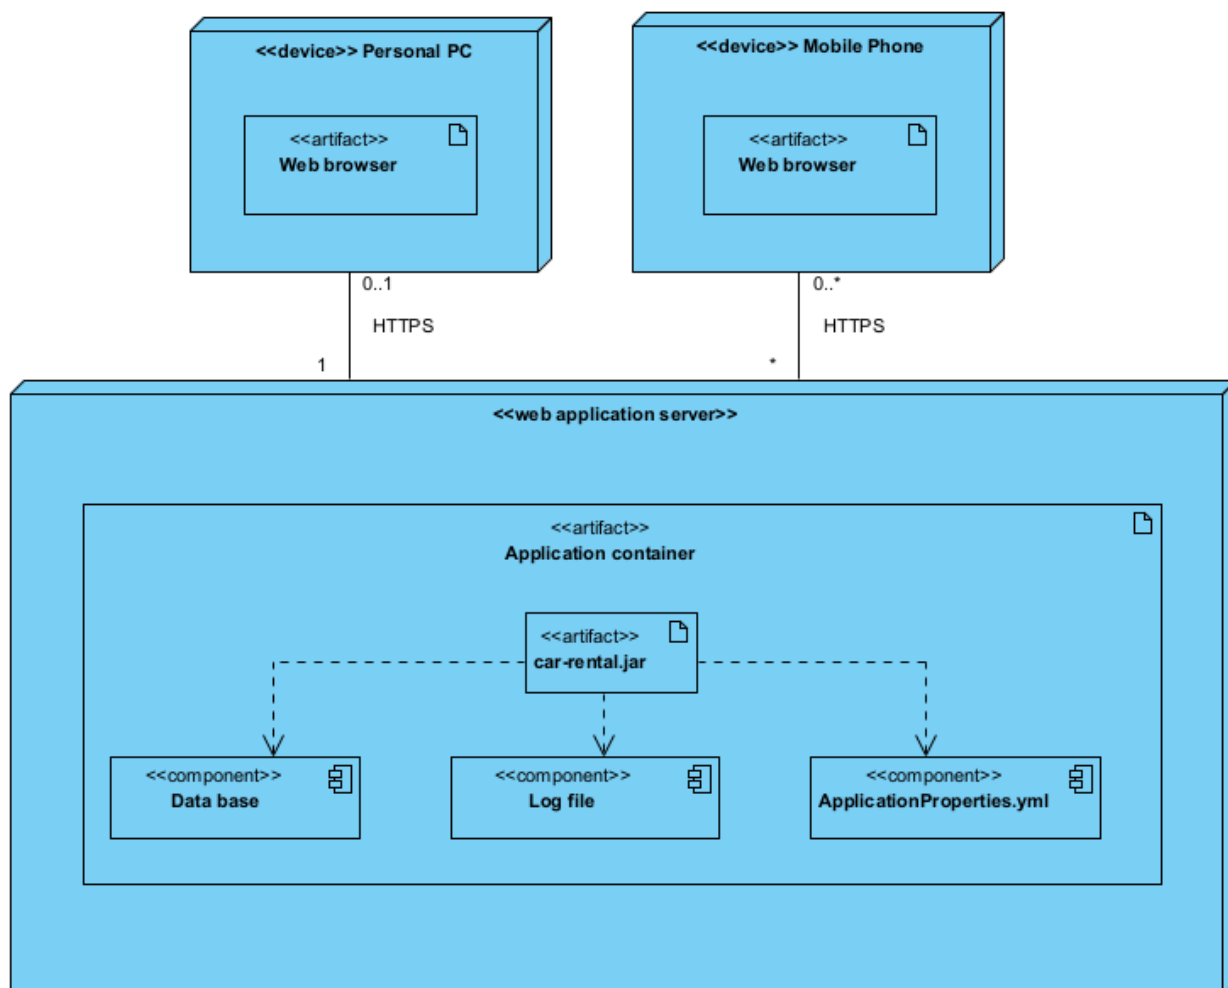 <<device>> Personal PC
<<artifact>>
Web browser
<<device>> Mobile Phone
<<artifact>>
Web browser
0..1
HTTPS
1
0..*
HTTPS
*
<<web application server>>
<<artifact>>
Application container
<<artifact>>
car-rental.jar
<<component>>
Data base
<<component>>
Log file
<<component>>
ApplicationProperties.yml